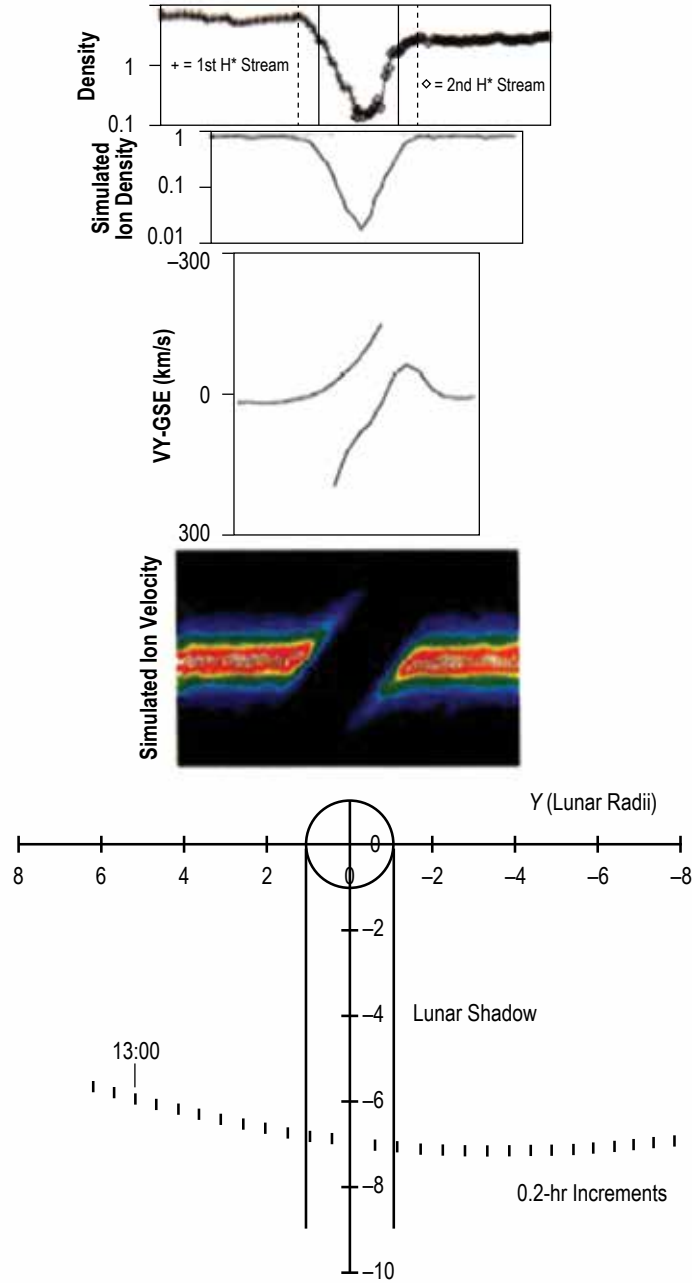 Density
1
0.1
+ = 1st H* Stream
◇ = 2nd H* Stream
Simulated
Ion Density
1
0.1
0.01
VY-GSE (km/s)
–300
0
300
Simulated Ion Velocity
Y (Lunar Radii)
0
8 6 4 2 0 –2 –4 –6 –8
–2
–4
Lunar Shadow
13:00
–6
–8
0.2-hr Increments
–10